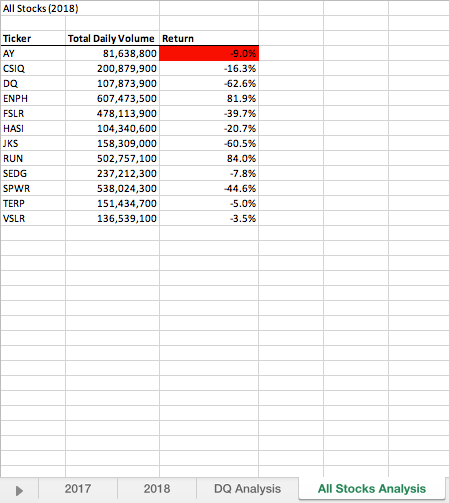 All Stocks (2018)
Ticker Total Daily Volume Return
AY 81,638,800 -9.0%
CSIQ 200,879,900 -16.3%
DQ 107,873,900 -62.6%
ENPH 607,473,500 81.9%
FSLR 478,113,900 -39.7%
HASI 104,340,600 -20.7%
JKS 158,309,000 -60.5%
RUN 502,757,100 84.0%
SEDG 237,212,300 -7.8%
SPWR 538,024,300 -44.6%
TERP 151,434,700 -5.0%
VSLR 136,539,100 -3.5%
2017 2018 DQ Analysis All Stocks Analysis